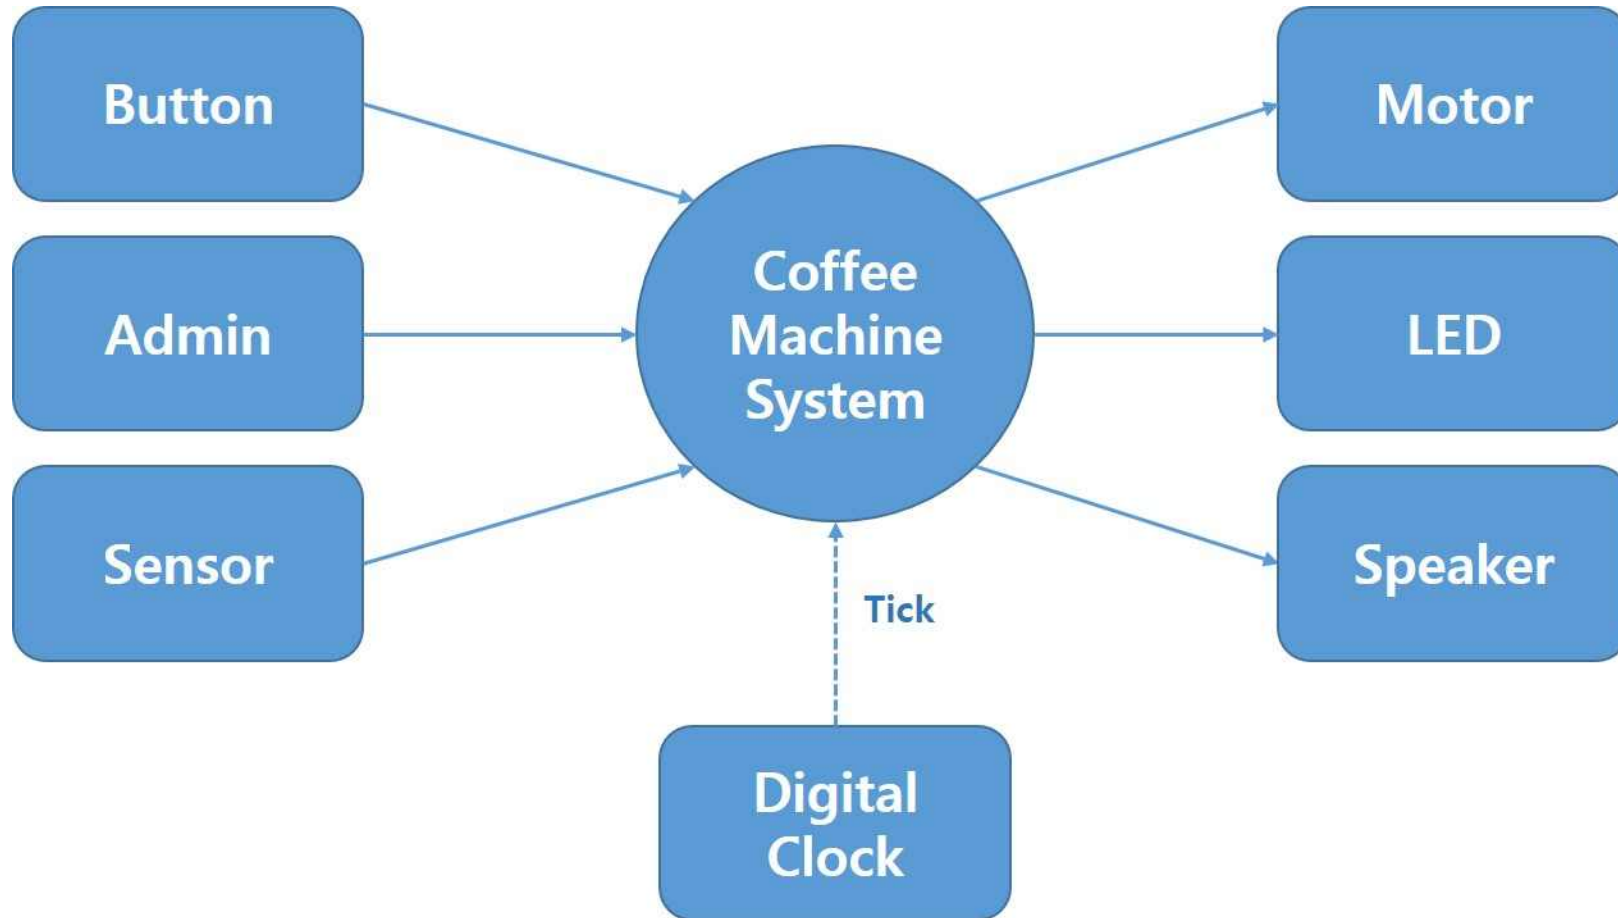 Button
Motor
Coffee
Machine
System
Admin
LED
Sensor
Speaker
Tick
Digital
Clock